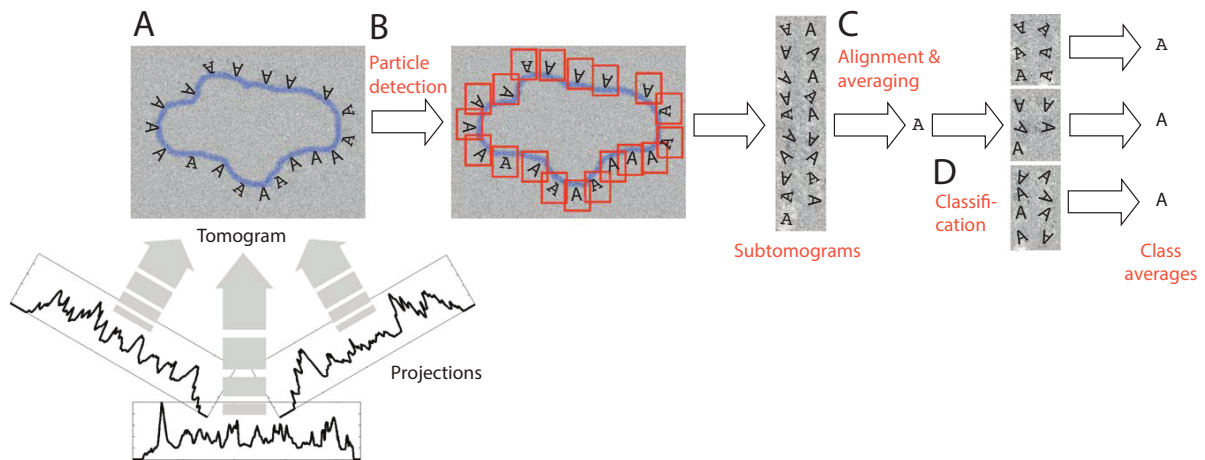 A
B
C
D
Particle
detection
Alignment &
averaging
A
Classifi-
cation
Subtomograms
A
A
A
Class
averages
Tomogram
Projections